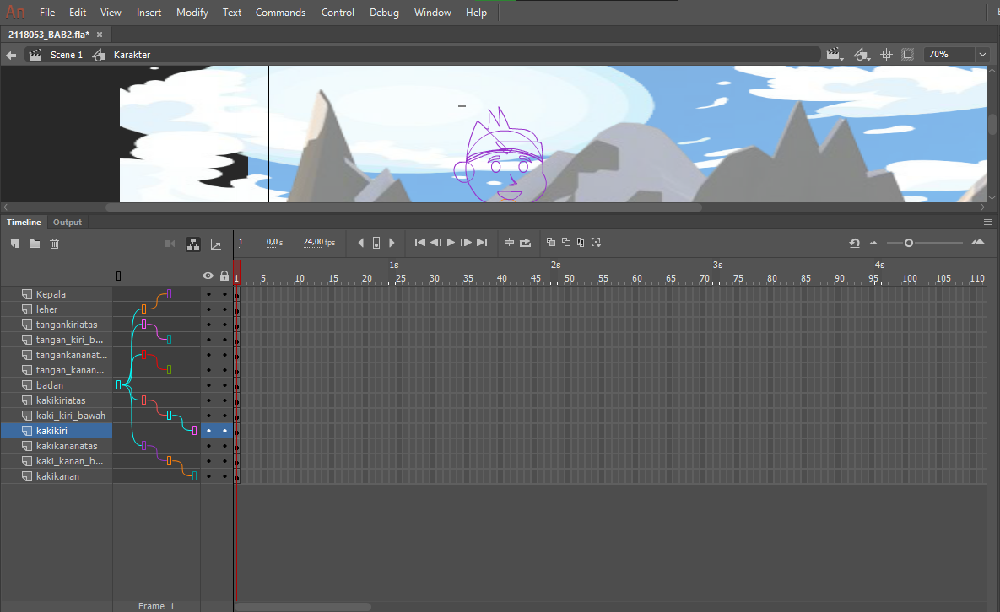 An File Edit View Insert Modify Text Commands Control Debug Window Help
2118053_BAB2.fla* ×
Scene 1 Karakter 70%
Timeline Output
1 0,0 s 24,00 fps
1s 2s 3s 4s
1 5 10 15 20 25 30 35 40 45 50 55 60 65 70 75 80 85 90 95 100 105 110
Kepala
leher
tangankiriatas
tangan_kiri_b...
tangankananat...
tangan_kanan...
badan
kakikiriatas
kaki_kiri_bawah
kakikiri
kakikananatas
kaki_kanan_b...
kakikanan
Frame 1